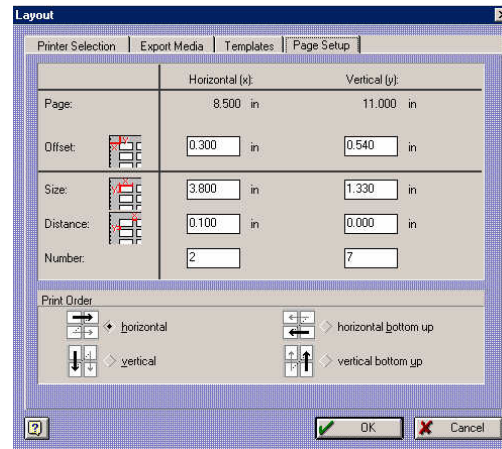 Layout
Printer Selection Export Media Templates Page Setup
Horizontal (x): Vertical (y):
Page: 8.500 in 11.000 in
Offset: 0.300 in 0.540 in
Size: 3.800 in 1.330 in
Distance: 0.100 in 0.000 in
Number: 2 7
Print Order
horizontal horizontal bottom up
vertical vertical bottom up
? OK Cancel